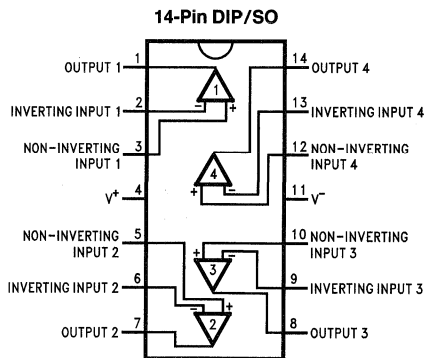 14-Pin DIP/SO
OUTPUT 1
1
14
OUTPUT 4
INVERTING INPUT 1
2
13
INVERTING INPUT 4
NON-INVERTING
INPUT 1
3
12
NON-INVERTING
INPUT 4
V+
4
11
V-
NON-INVERTING
INPUT 2
5
10
NON-INVERTING
INPUT 3
INVERTING INPUT 2
6
9
INVERTING INPUT 3
OUTPUT 2
7
8
OUTPUT 3
1
- +
4
+ -
+ -
3
- +
2